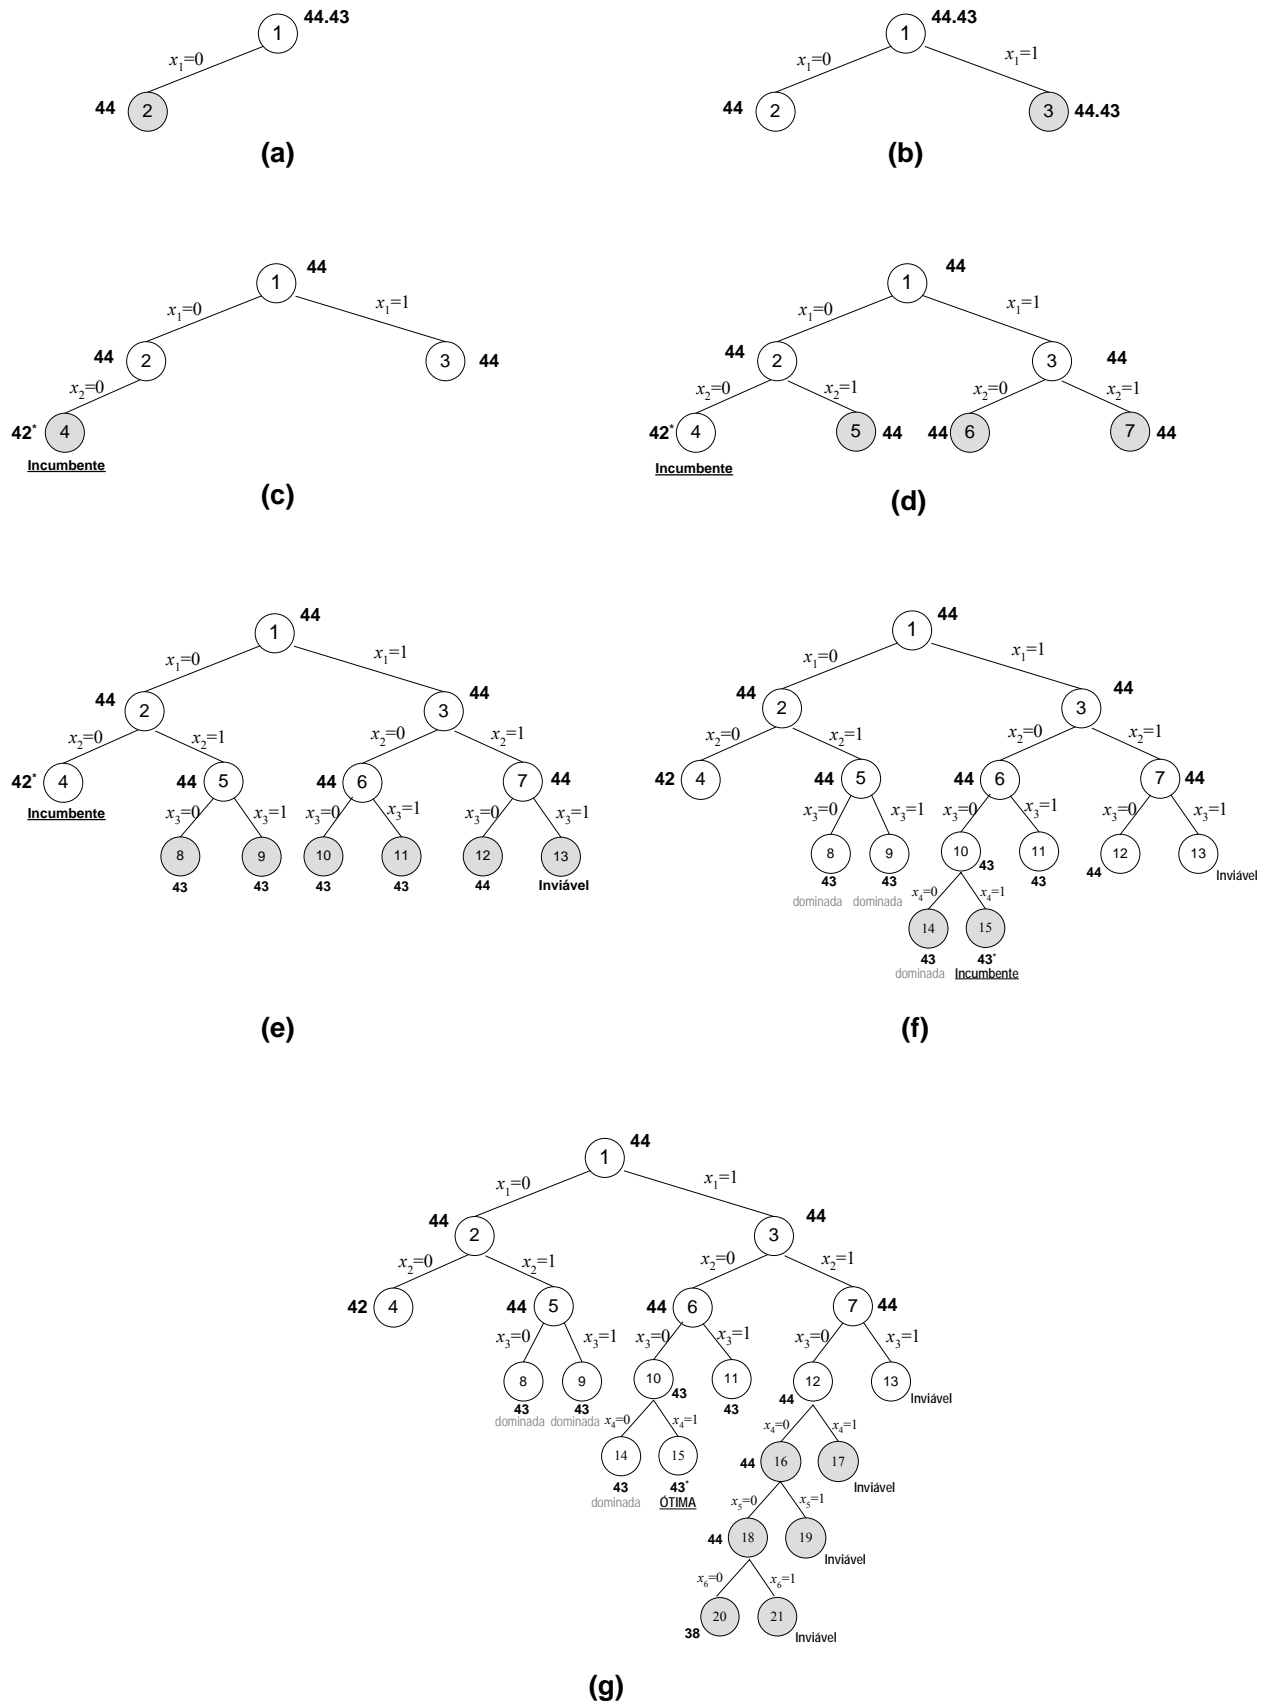 1 44.43
x1=0
44 2
(a)
1 44.43
x1=0 x1=1
44 2 3 44.43
(b)
1 44
x1=0 x1=1
44 2 3 44
x2=0
42* 4
Incumbente
(c)
1 44
x1=0 x1=1
44 2 3 44
x2=0 x2=1 x2=0 x2=1
42* 4 5 44 44 6 7 44
Incumbente
(d)
1 44
x1=0 x1=1
44 2 3 44
x2=0 x2=1 x2=0 x2=1
42* 4 44 5 44 6 7 44
Incumbente x3=0 x3=1 x3=0 x3=1 x3=0 x3=1
8 9 10 11 12 13
43 43 43 43 44 Inviável
(e)
1 44
x1=0 x1=1
44 2 3 44
x2=0 x2=1 x2=0 x2=1
42 4 44 5 44 6 7 44
x3=0 x3=1 x3=0 x3=1 x3=0 x3=1
8 9 10 11 12 13
43 43 43 43 44 Inviável
dominada dominada x4=0 x4=1
14 15
43 43*
dominada Incumbente
(f)
1 44
x1=0 x1=1
44 2 3 44
x2=0 x2=1 x2=0 x2=1
42 4 44 5 44 6 7 44
x3=0 x3=1 x3=0 x3=1 x3=0 x3=1
8 9 10 11 12 13
43 43 43 43 44 Inviável
dominada dominada x4=0 x4=1 x4=0 x4=1
14 15 44 16 17
43 43* Inviável
dominada ÓTIMA x5=0 x5=1
44 18 19
Inviável
x6=0 x6=1
20 21
38 Inviável
(g)